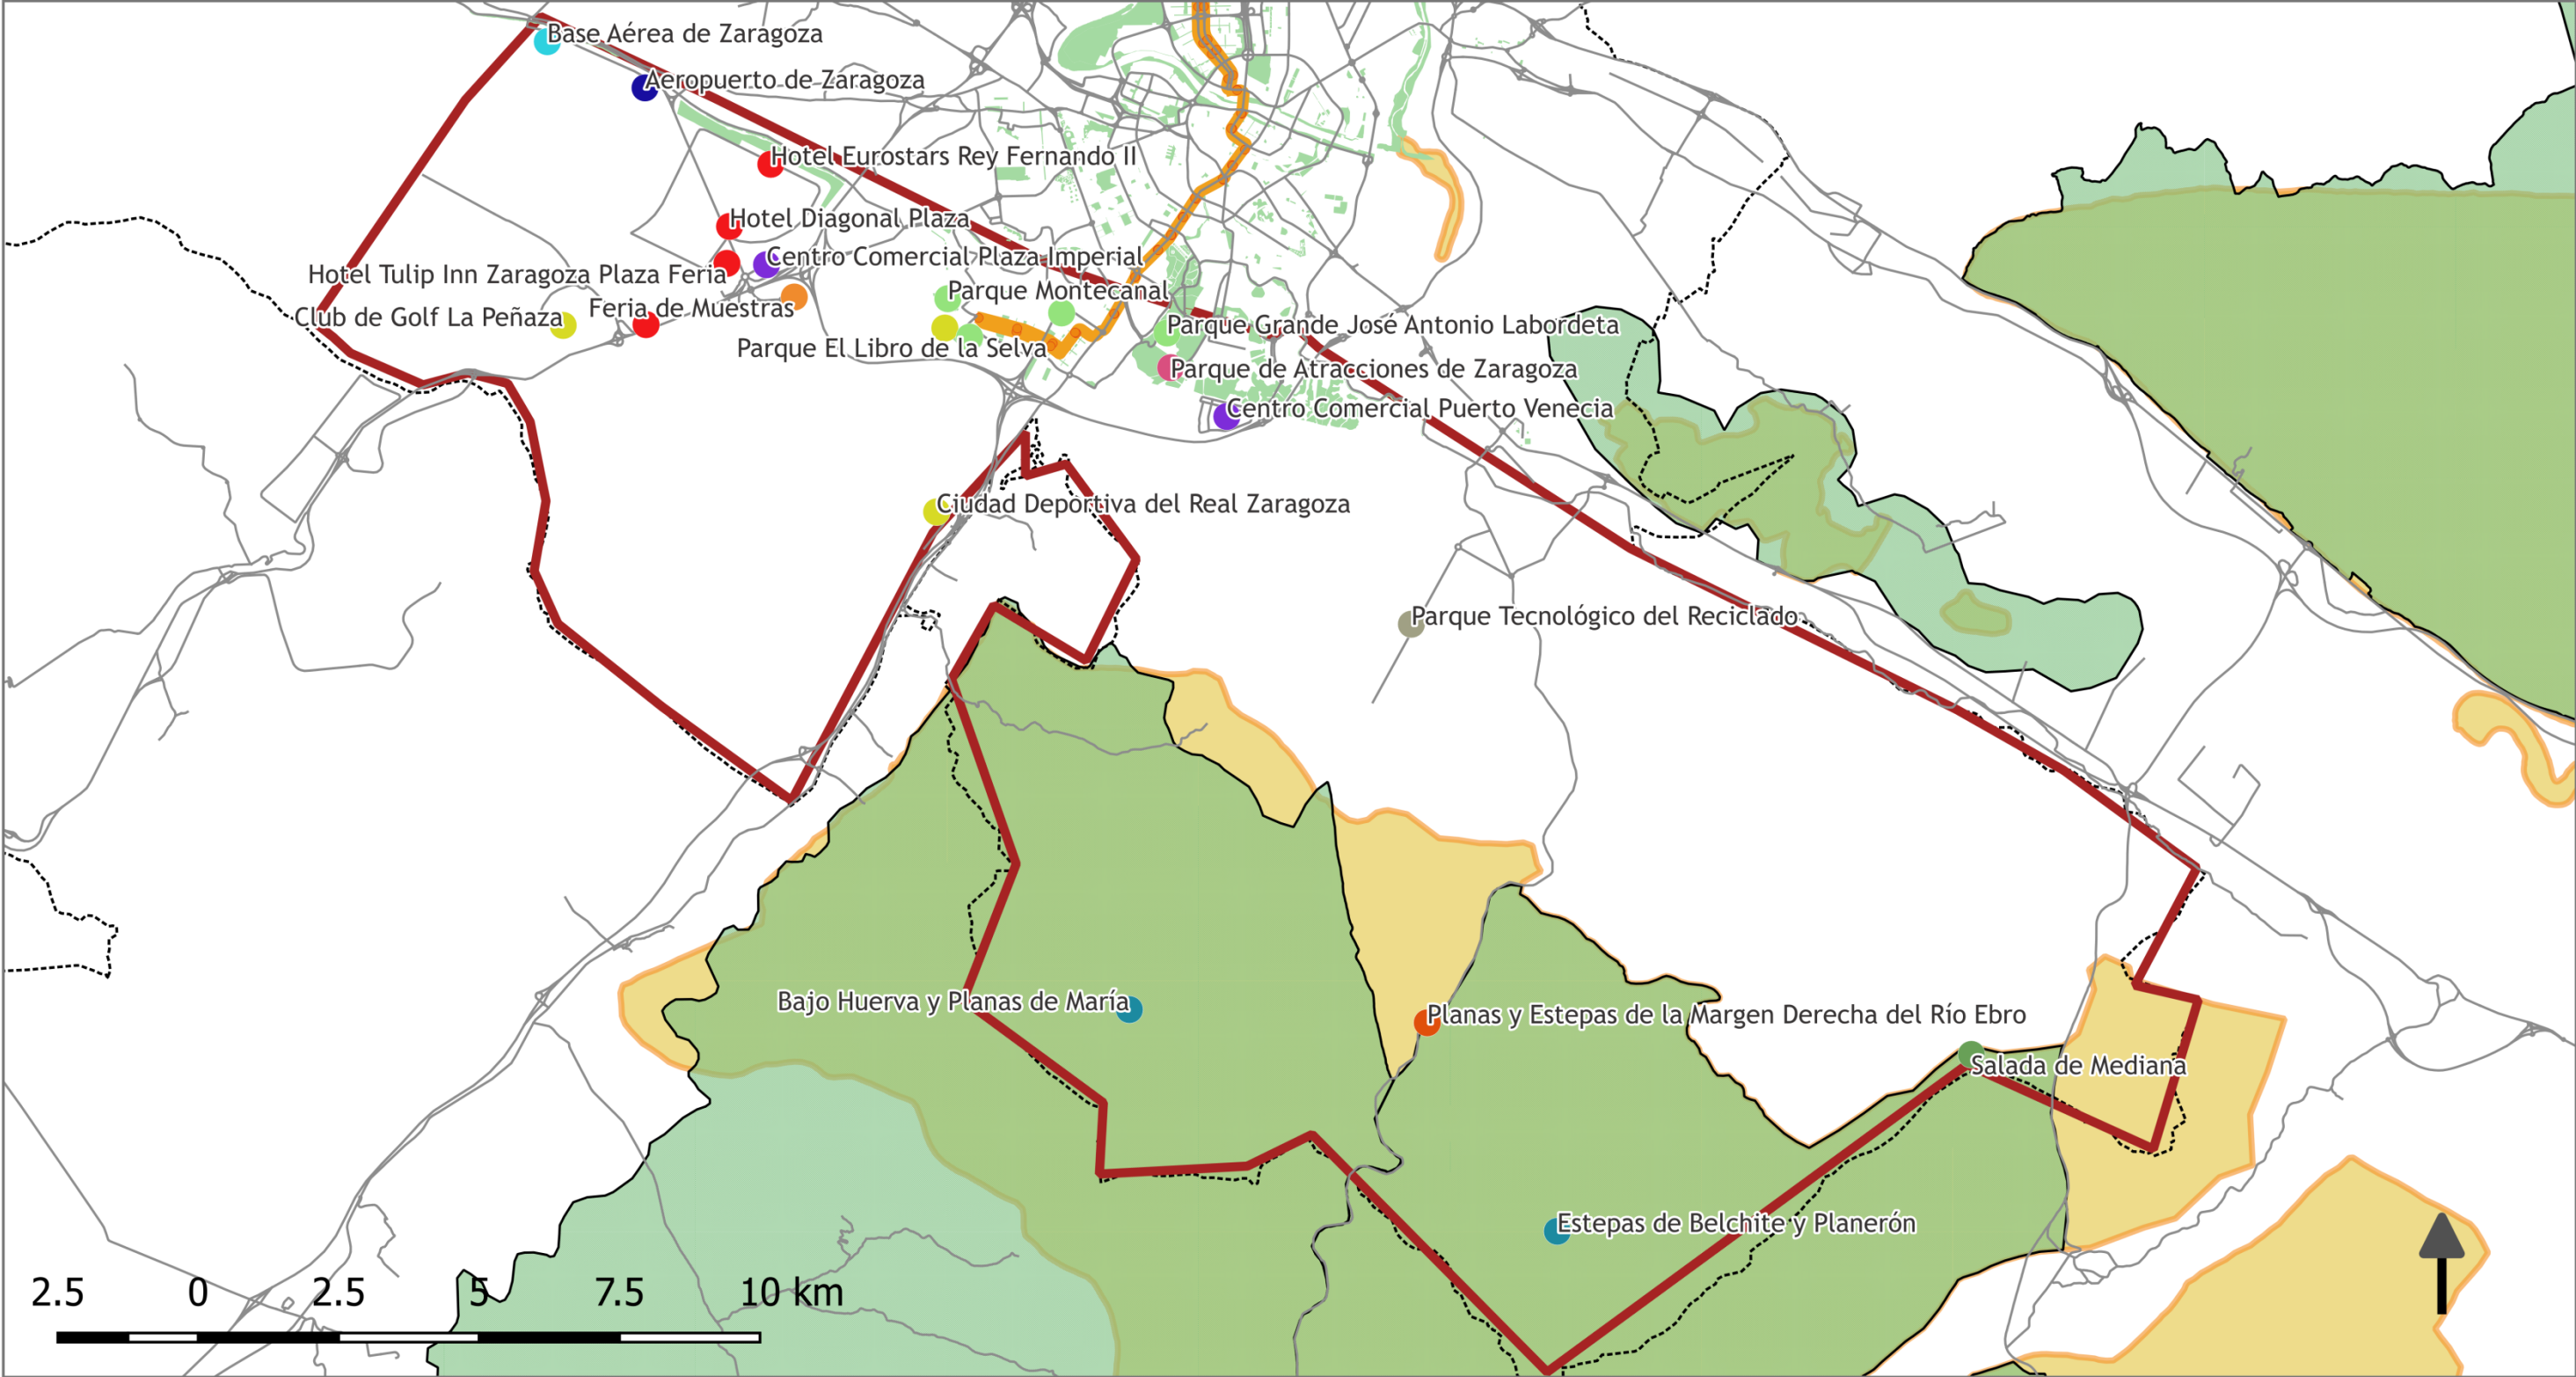 Base Aérea de Zaragoza
Aeropuerto de Zaragoza
Hotel Eurostars Rey Fernando II
Hotel Diagonal Plaza
Centro Comercial Plaza Imperial
Hotel Tulip Inn Zaragoza Plaza Feria
Parque Montecanal
Feria de Muestras
Club de Golf La Peñaza
Parque Grande José Antonio Labordeta
Parque El Libro de la Selva
Parque de Atracciones de Zaragoza
Centro Comercial Puerto Venecia
Ciudad Deportiva del Real Zaragoza
Parque Tecnológico del Reciclado
Bajo Huerva y Planas de María
Planas y Estepas de la Margen Derecha del Río Ebro
Salada de Mediana
Estepas de Belchite y Planerón
2.5 0 2.5 5 7.5 10 km